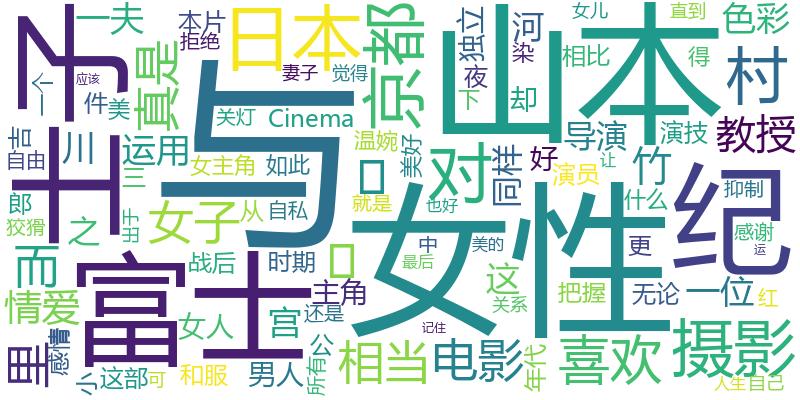 子
一夫
本片
拒绝
日本
京都
山本
独立
河
染
女儿
直到
色彩
一个
应该
件
美
真是
妻子
觉得
夜
相比
得
村
士
与
关灯
Cinema
下
却
导演
演技
教授
吉
自由
川
运用
温婉
美好
口
对
同样
好
竹
让
女主角
如此
三
演员
什么
抑制
纪
郎
狡猾
之
出于
女子
从
自私
就是
也好
女性
而
战后
时期
口
中
美的
最后
这
更
感谢
运
富士
情爱
女人
宫
主角
还是
关系
把握
无论
一位
红
里
感情
小
这部
可
和服
男人
所有
公
相当
记住
电影
年代
喜欢
摄影
人生
自己